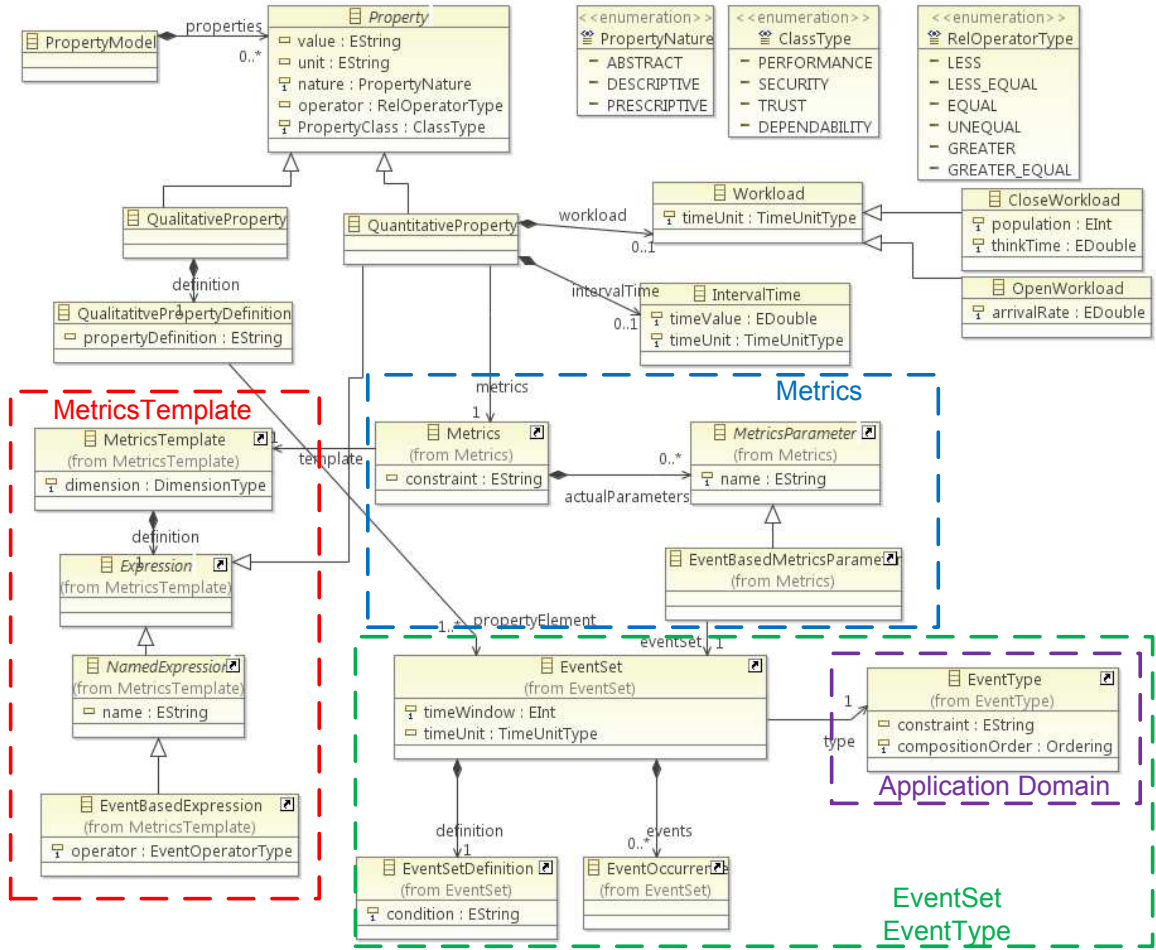 PropertyModel
properties
0..*
Property
value : EString
unit : EString
nature : PropertyNature
operator : RelOperatorType
PropertyClass : ClassType
<<enumeration>>
PropertyNature
ABSTRACT
DESCRIPTIVE
PRESCRIPTIVE
<<enumeration>>
ClassType
PERFORMANCE
SECURITY
TRUST
DEPENDABILITY
<<enumeration>>
RelOperatorType
LESS
LESS_EQUAL
EQUAL
UNEQUAL
GREATER
GREATER_EQUAL
QualitativeProperty
QuantitativeProperty
workload
0..1
Workload
timeUnit : TimeUnitType
CloseWorkload
population : EInt
thinkTime : EDouble
OpenWorkload
arrivalRate : EDouble
definition
1
intervalTime
0..1
IntervalTime
timeValue : EDouble
timeUnit : TimeUnitType
QualitatitvePropertyDefinition
propertyDefinition : EString
metrics
1
Metrics
MetricsTemplate
MetricsTemplate
(from MetricsTemplate)
dimension : DimensionType
1
template
Metrics
(from Metrics)
constraint : EString
0..*
actualParameters
MetricsParameter
(from Metrics)
name : EString
definition
1
Expression
(from MetricsTemplate)
EventBasedMetricsParameter
(from Metrics)
1..*
propertyElement
eventSet
1
NamedExpression
(from MetricsTemplate)
name : EString
EventSet
(from EventSet)
timeWindow : EInt
timeUnit : TimeUnitType
1
type
EventType
(from EventType)
constraint : EString
compositionOrder : Ordering
Application Domain
EventBasedExpression
(from MetricsTemplate)
operator : EventOperatorType
definition
1
events
0..*
EventSetDefinition
(from EventSet)
condition : EString
EventOccurrence
(from EventSet)
EventSet
EventType